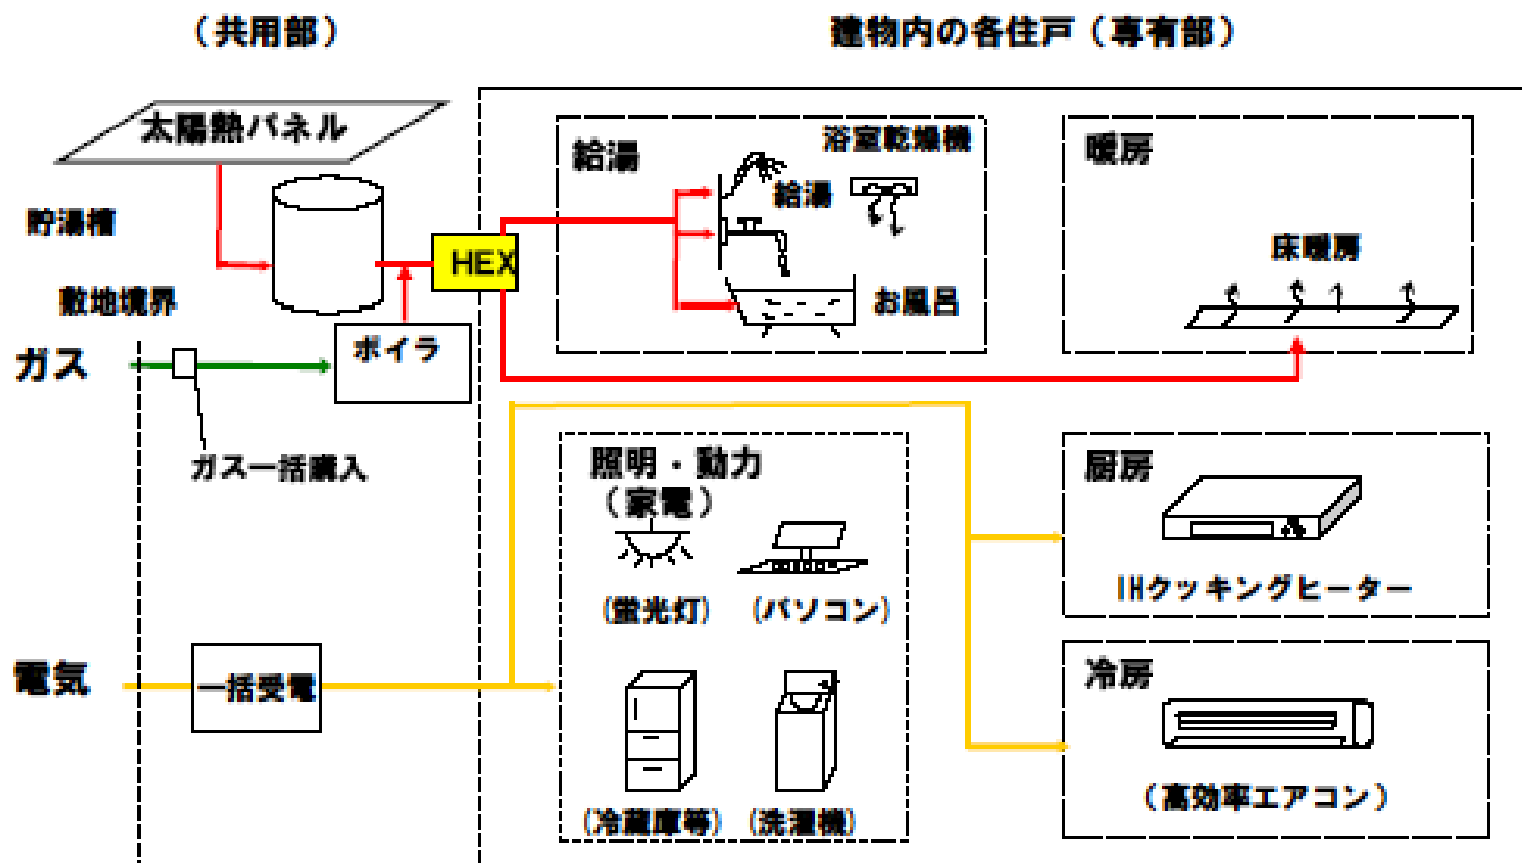 （共用部）
建物内の各住戸（専有部）
太陽熱パネル
貯湯槽
敷地境界
ガス
ボイラ
ガス一括購入
HEX
給湯
浴室乾燥機
給湯
お風呂
暖房
床暖房
照明・動力
（家電）
(蛍光灯)
(パソコン)
(冷蔵庫等)
(洗濯機)
厨房
IHクッキングヒーター
電気
一括受電
冷房
（高効率エアコン）